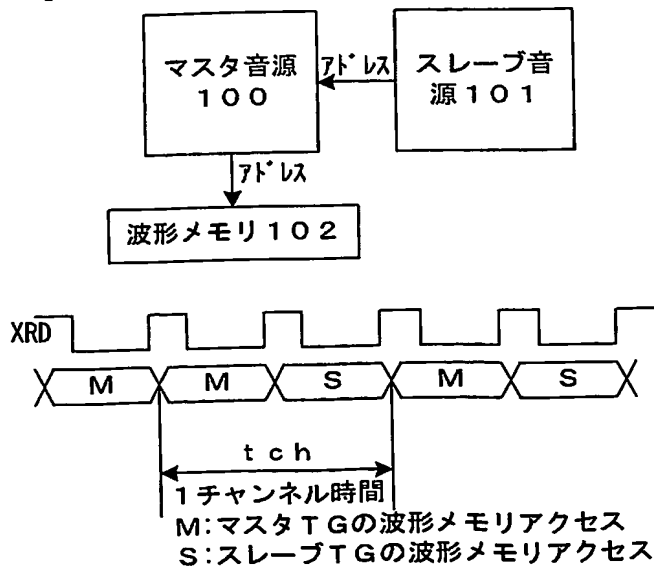 マスタ音源
１００
アドレス
スレーブ音
源１０１
アドレス
波形メモリ１０２
XRD
M M S M S
ｔｃｈ
１チャンネル時間
M:マスタＴＧの波形メモリアクセス
S:スレーブＴＧの波形メモリアクセス